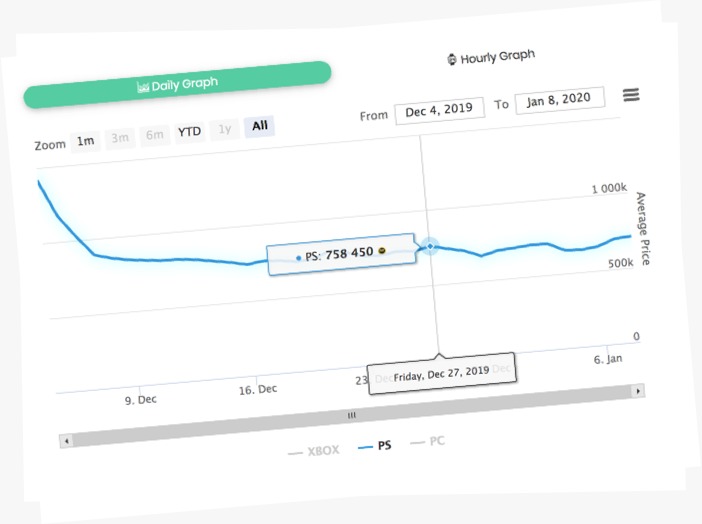 Daily Graph
Hourly Graph
Zoom 1m 3m 6m YTD 1y All
From Dec 4, 2019 To Jan 8, 2020
1 000k
Average Price
PS: 758 450
500k
0
9. Dec 16. Dec 23. Dec Dec 6. Jan
Friday, Dec 27, 2019
XBOX PS PC